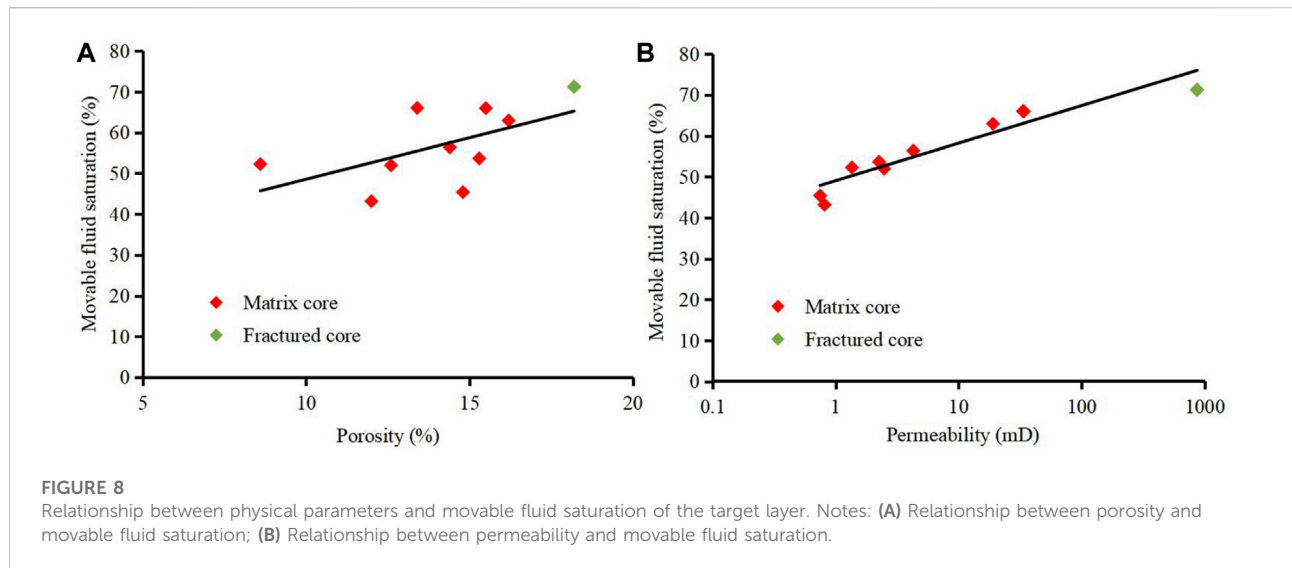 A
Movable fluid saturation (%)
80
70
60
50
40
30
20
10
0
5
10
15
20
Porosity (%)
Matrix core
Fractured core
B
Movable fluid saturation (%)
80
70
60
50
40
30
20
10
0
0.1
1
10
100
1000
Permeability (mD)
Matrix core
Fractured core
FIGURE 8
Relationship between physical parameters and movable fluid saturation of the target layer. Notes: (A) Relationship between porosity and
movable fluid saturation; (B) Relationship between permeability and movable fluid saturation.